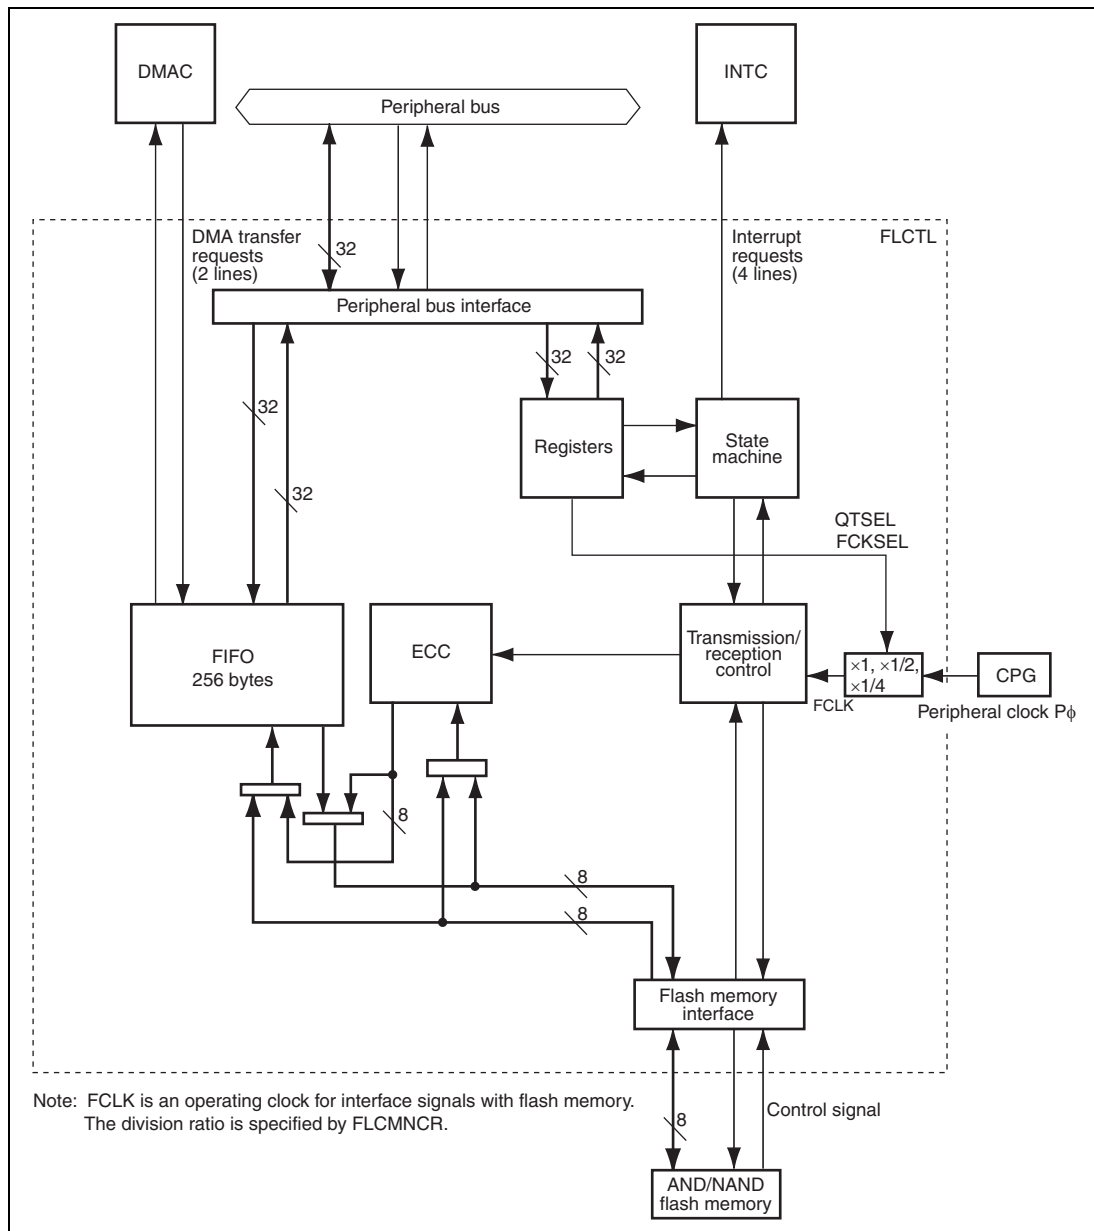 DMAC
INTC
Peripheral bus
DMA transfer
requests
(2 lines)
32
Interrupt
requests
(4 lines)
FLCTL
Peripheral bus interface
32
32
32
32
Registers
State
machine
QTSEL
FCKSEL
FIFO
256 bytes
ECC
Transmission/
reception
control
×1, ×1/2,
×1/4
CPG
FCLK
Peripheral clock Pϕ
8
8
8
Flash memory
interface
Note: FCLK is an operating clock for interface signals with flash memory.
The division ratio is specified by FLCMNCR.
8
Control signal
AND/NAND
flash memory